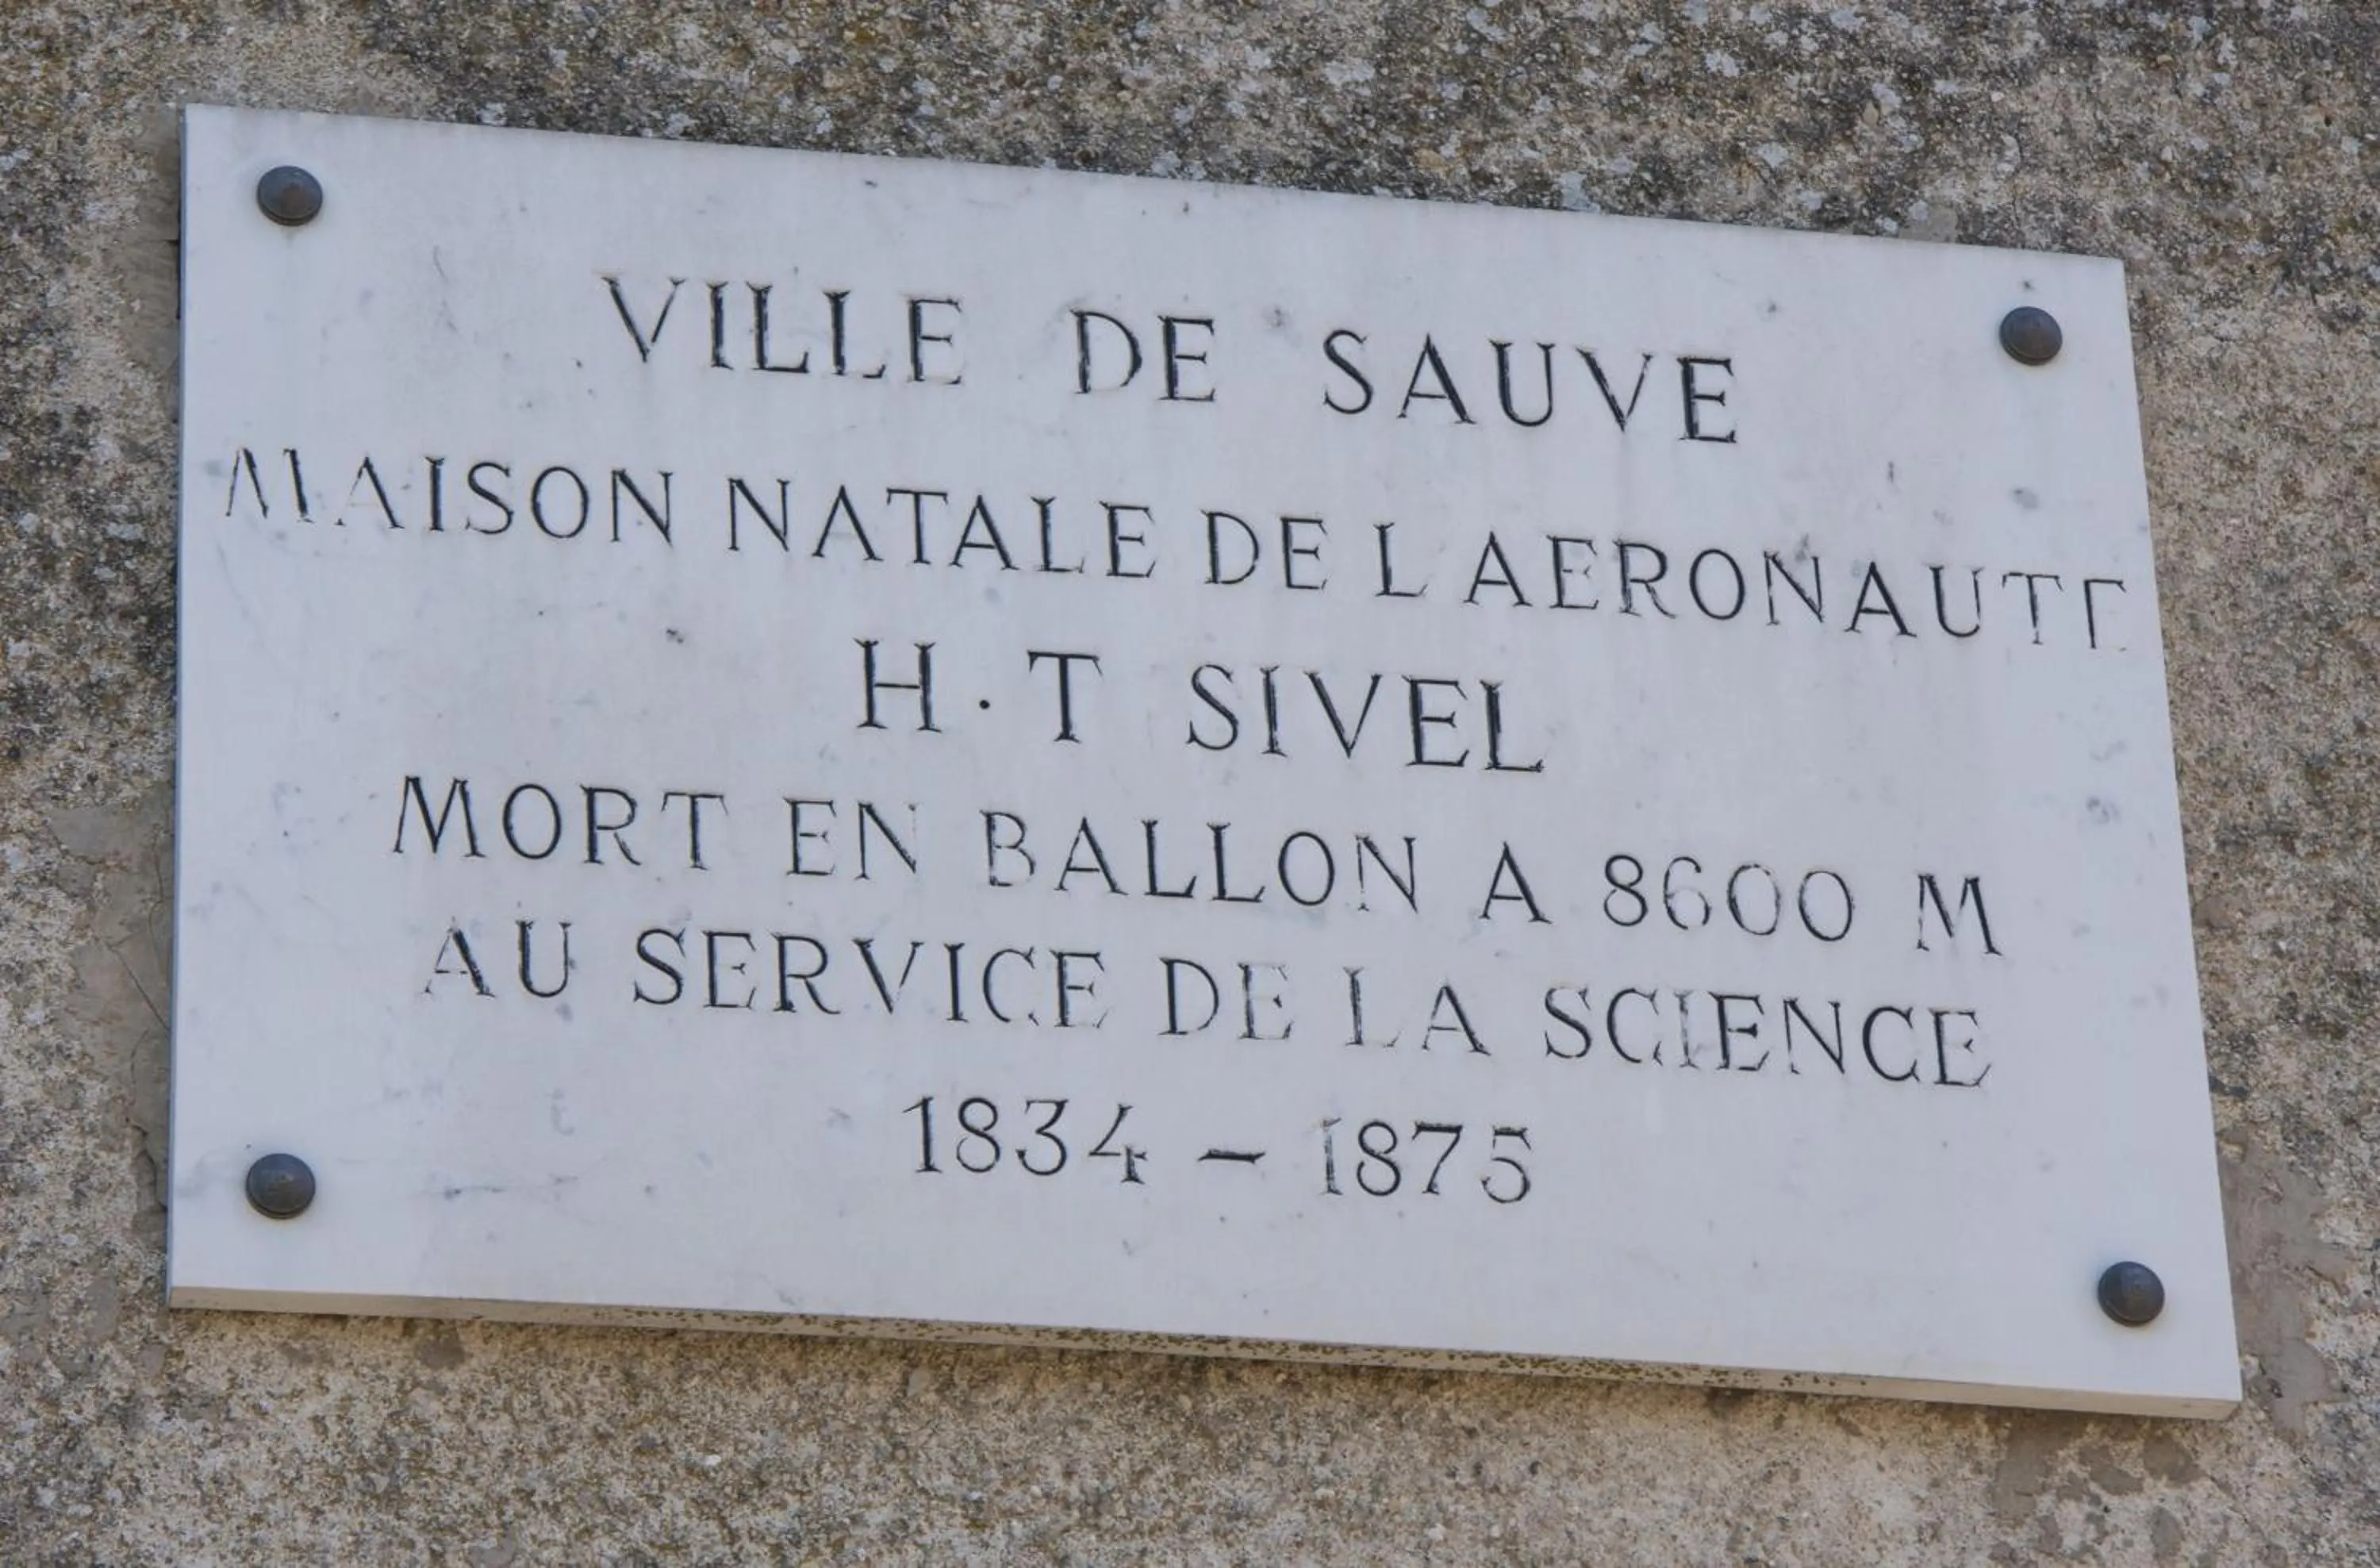 VILLE DE SAUVE
MAISON NATALE DE L AERONAUTE
H · T SIVEL
MORT EN BALLON A 8600 M
AU SERVICE DE LA SCIENCE
1834 - 1875